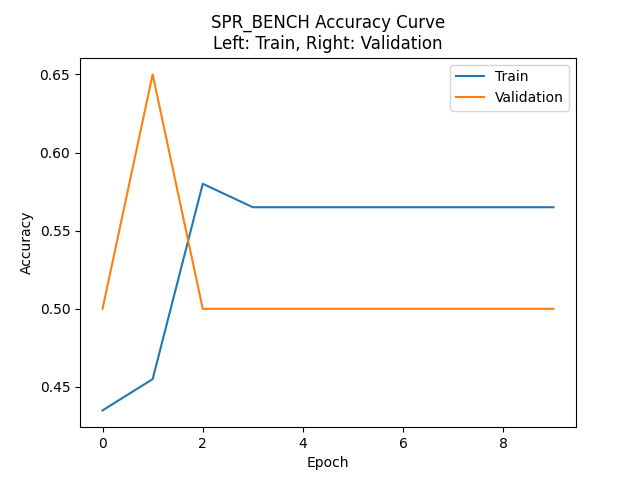 SPR_BENCH Accuracy Curve
Left: Train, Right: Validation
Train
Validation
0.65
0.60
0.55
0.50
0.45
Accuracy
0 2 4 6 8
Epoch